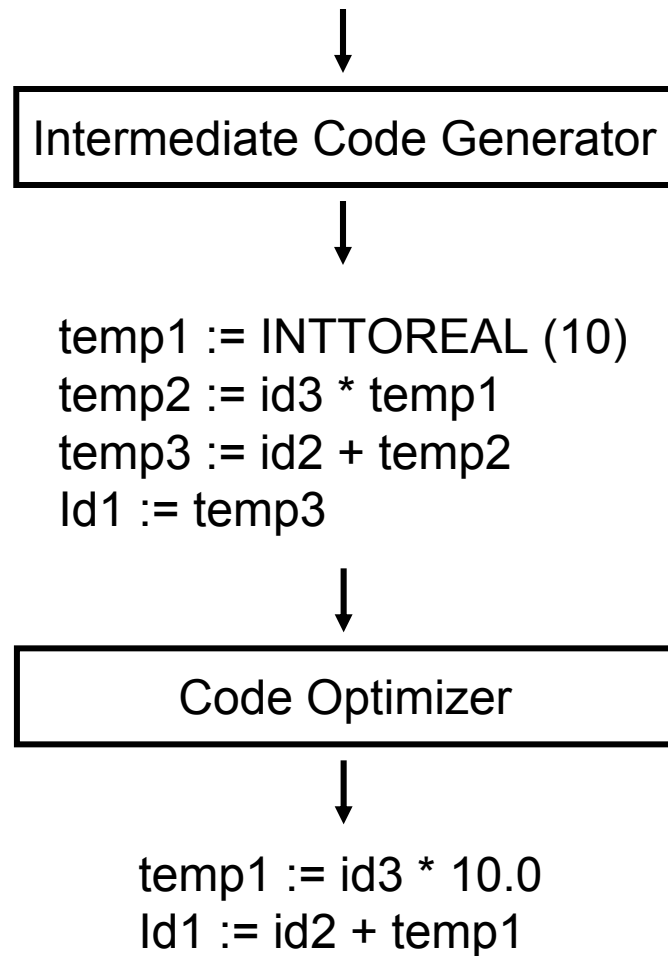 Intermediate Code Generator
temp1 := INTTOREAL (10)
temp2 := id3 * temp1
temp3 := id2 + temp2
Id1 := temp3
Code Optimizer
temp1 := id3 * 10.0
Id1 := id2 + temp1